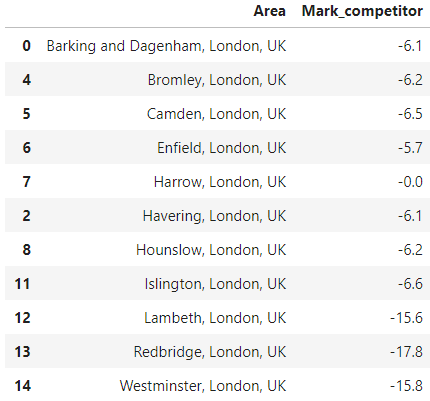 Area Mark_competitor
0 Barking and Dagenham, London, UK -6.1
4 Bromley, London, UK -6.2
5 Camden, London, UK -6.5
6 Enfield, London, UK -5.7
7 Harrow, London, UK -0.0
2 Havering, London, UK -6.1
8 Hounslow, London, UK -6.2
11 Islington, London, UK -6.6
12 Lambeth, London, UK -15.6
13 Redbridge, London, UK -17.8
14 Westminster, London, UK -15.8